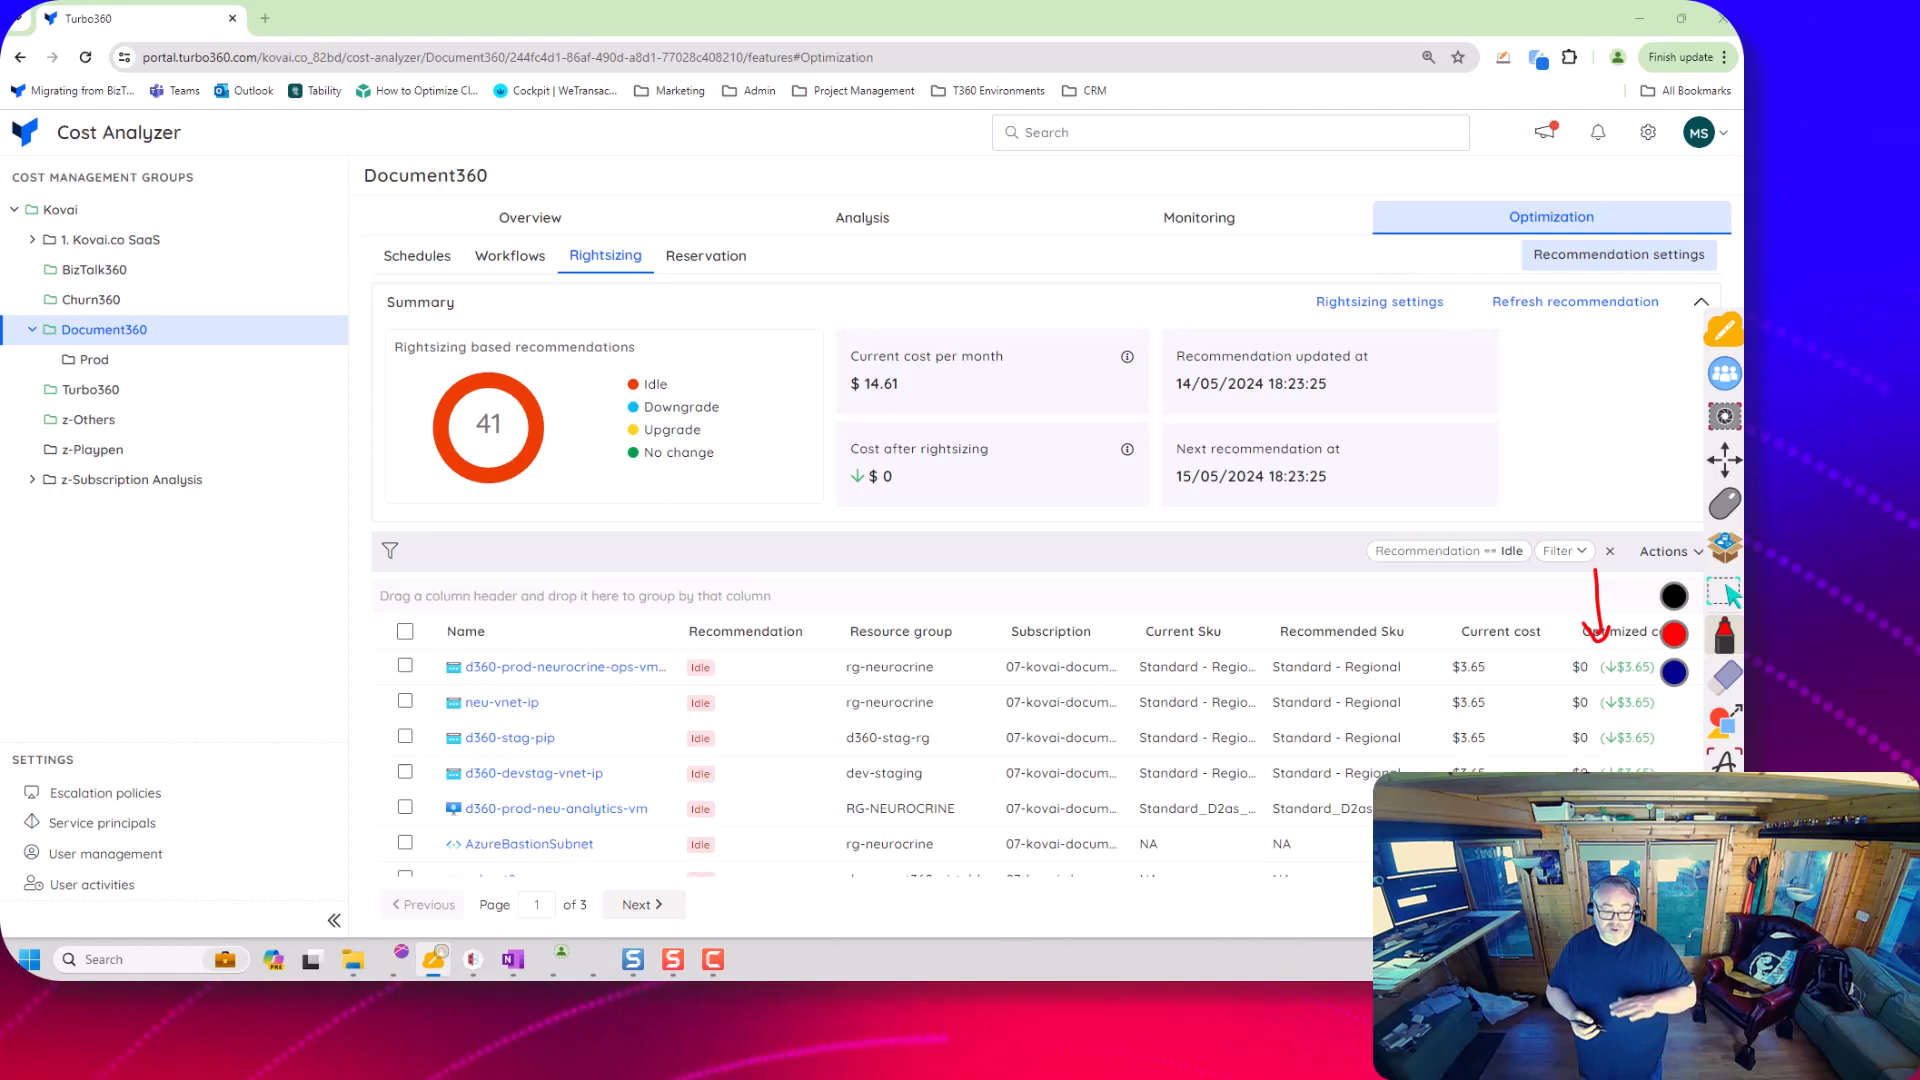 Turbo360
portal.turbo360.com/kovai.co_82bd/cost-analyzer/Document360/244fc4d1-86af-490d-a8d1-77028c408210/features#Optimization
Finish update
Migrating from BizT...
Teams
Outlook
Tability
How to Optimize Cl...
Cockpit | WeTransac...
Marketing
Admin
Project Management
T360 Environments
CRM
All Bookmarks
Cost Analyzer
Search
MS
COST MANAGEMENT GROUPS
Kovai
1. Kovai.co SaaS
BizTalk360
Churn360
Document360
Prod
Turbo360
z-Others
z-Playpen
z-Subscription Analysis
SETTINGS
Escalation policies
Service principals
User management
User activities
Document360
Overview
Analysis
Monitoring
Optimization
Schedules
Workflows
Rightsizing
Reservation
Recommendation settings
Summary
Rightsizing settings
Refresh recommendation
Rightsizing based recommendations
41
Idle
Downgrade
Upgrade
No change
Current cost per month
$ 14.61
Cost after rightsizing
$ 0
Recommendation updated at
14/05/2024 18:23:25
Next recommendation at
15/05/2024 18:23:25
Recommendation == Idle
Filter
Actions
Drag a column header and drop it here to group by that column
Name Recommendation Resource group Subscription Current Sku Recommended Sku Current cost Optimized c
d360-prod-neurocrine-ops-vm... Idle rg-neurocrine 07-kovai-docum... Standard - Regio... Standard - Regional $3.65 $0 (↓$3.65)
neu-vnet-ip Idle rg-neurocrine 07-kovai-docum... Standard - Regio... Standard - Regional $3.65 $0 (↓$3.65)
d360-stag-pip Idle d360-stag-rg 07-kovai-docum... Standard - Regio... Standard - Regional $3.65 $0 (↓$3.65)
d360-devstag-vnet-ip Idle dev-staging 07-kovai-docum... Standard - Regio... Standard - Regional $3.65 $0 (↓$3.65)
d360-prod-neu-analytics-vm Idle RG-NEUROCRINE 07-kovai-docum... Standard_D2as_... Standard_D2as
AzureBastionSubnet Idle rg-neurocrine 07-kovai-docum... NA NA
Previous
Page 1 of 3
Next
Search